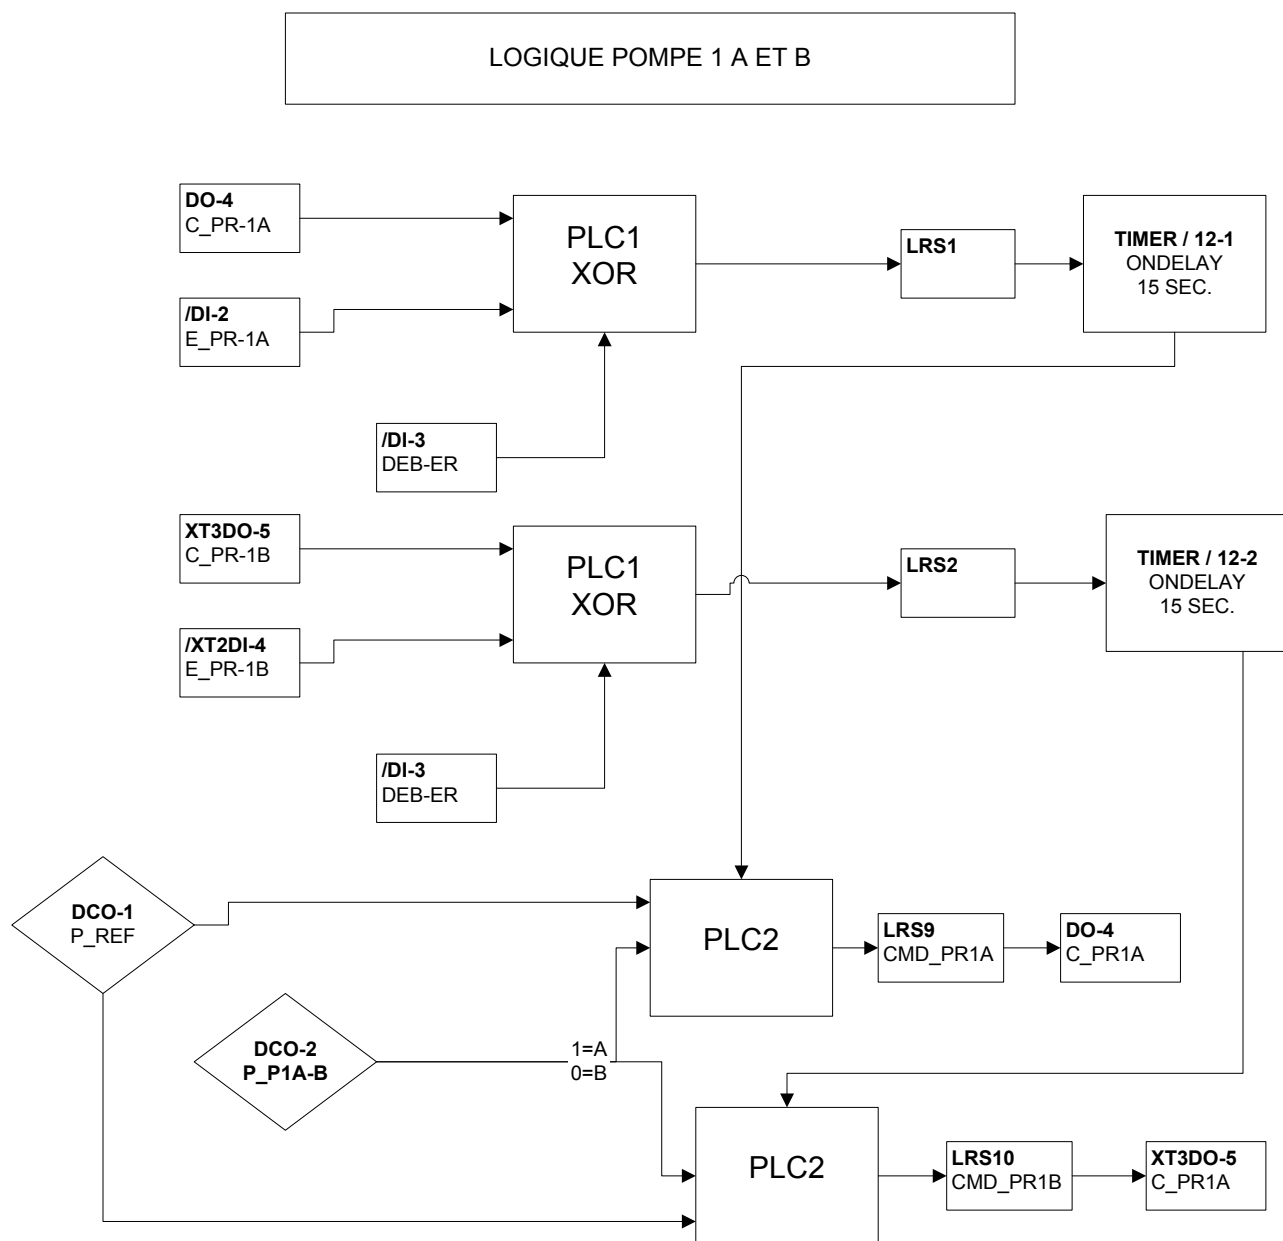 LOGIQUE POMPE 1 A ET B
DO-4
C_PR-1A
PLC1
XOR
LRS1
TIMER / 12-1
ONDELAY
15 SEC.
/DI-2
E_PR-1A
/DI-3
DEB-ER
XT3DO-5
C_PR-1B
PLC1
XOR
LRS2
TIMER / 12-2
ONDELAY
15 SEC.
/XT2DI-4
E_PR-1B
/DI-3
DEB-ER
DCO-1
P_REF
PLC2
LRS9
CMD_PR1A
DO-4
C_PR1A
DCO-2
P_P1A-B
1=A
0=B
PLC2
LRS10
CMD_PR1B
XT3DO-5
C_PR1A